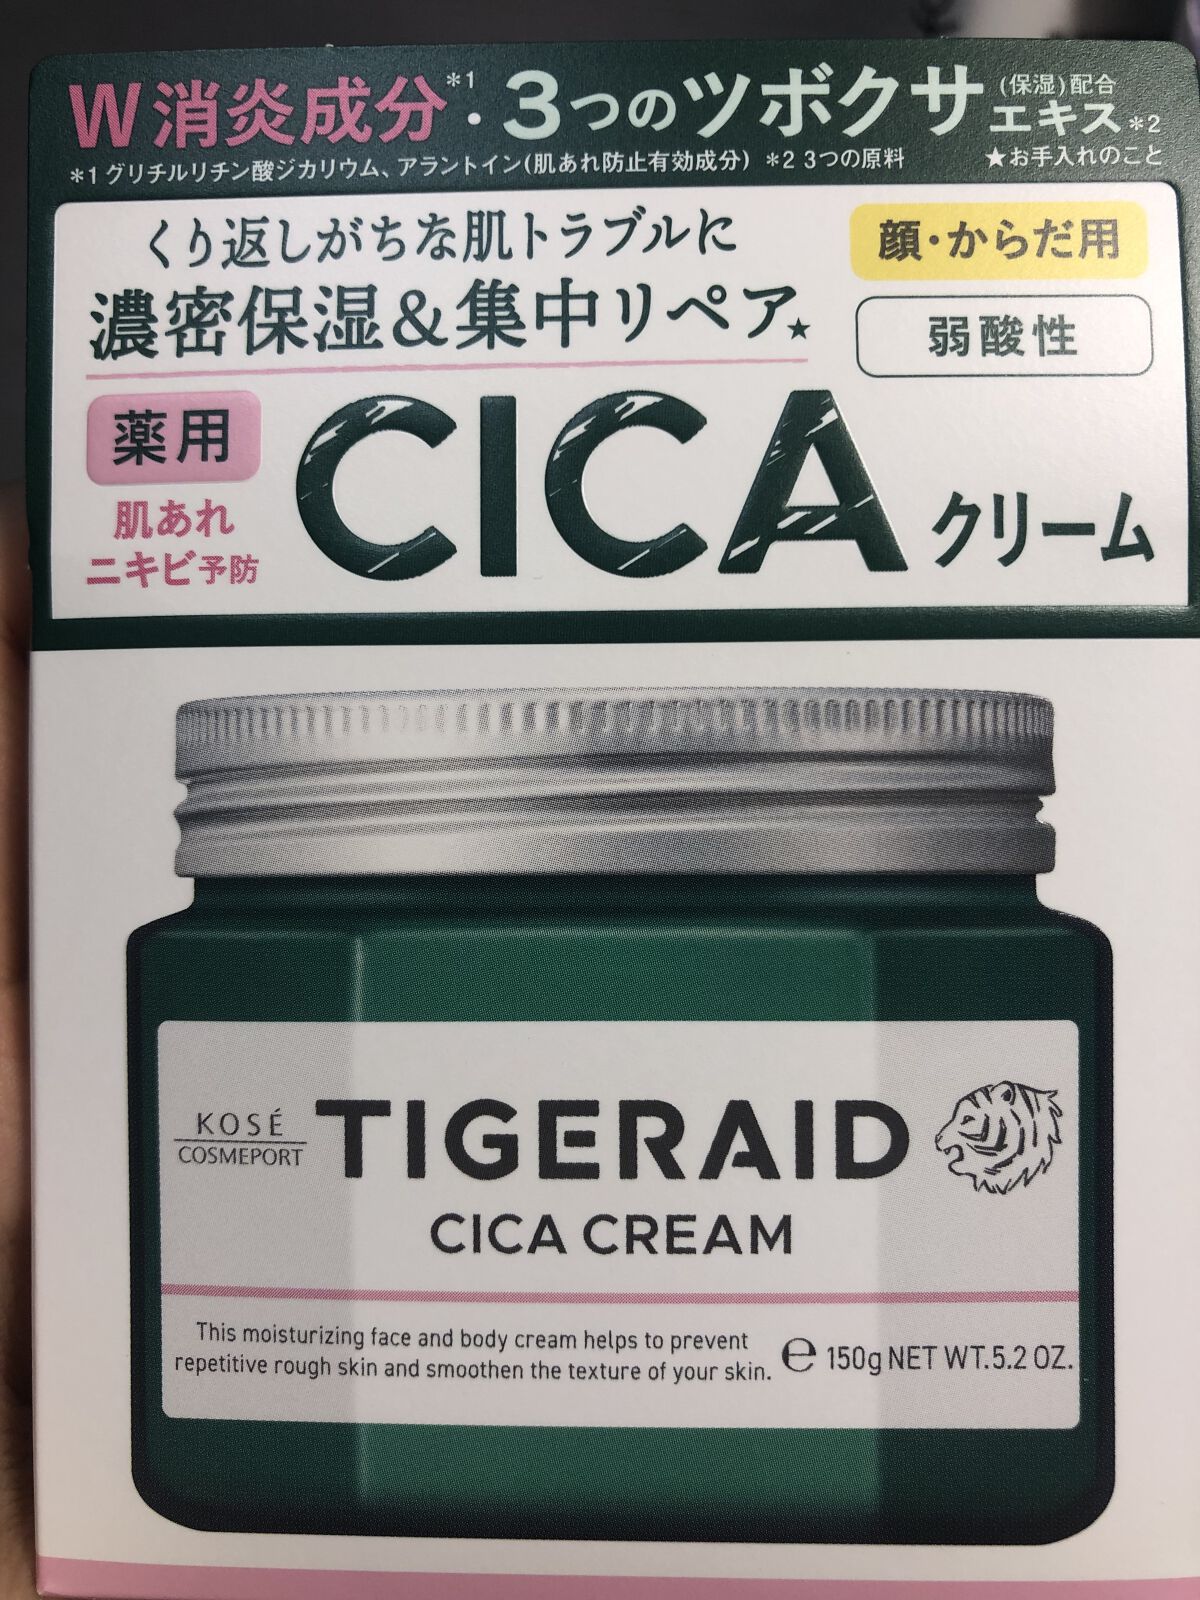 W消炎成分*1・3つのツボクサエキス*2(保湿)配合
*1 グリチルリチン酸ジカリウム、アラントイン(肌あれ防止有効成分) *2 3つの原料 ★お手入れのこと
くり返しがちな肌トラブルに
濃密保湿&集中リペア★
顔・からだ用
弱酸性
薬用
肌あれ
ニキビ予防
CICAクリーム
KOSÉ
COSMEPORT
TIGERAID
CICA CREAM
This moisturizing face and body cream helps to prevent
repetitive rough skin and smoothen the texture of your skin.
℮ 150g NET WT.5.2 OZ.